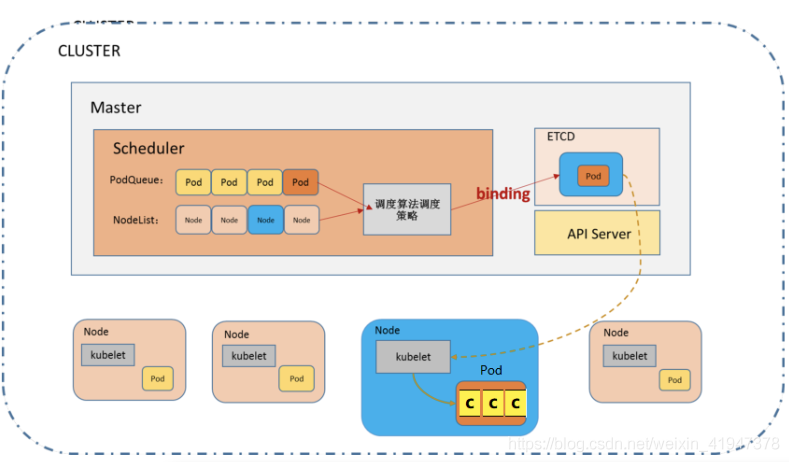 CLUSTER
Master
Scheduler
PodQueue:
Pod Pod Pod Pod
NodeList:
Node Node Node Node
调度算法调度
策略
binding
ETCD
Pod
API Server
Node
kubelet
Pod
Node
kubelet
Pod
Node
kubelet
Pod
C C C
Node
kubelet
Pod
https://blog.csdn.net/weixin_41947378